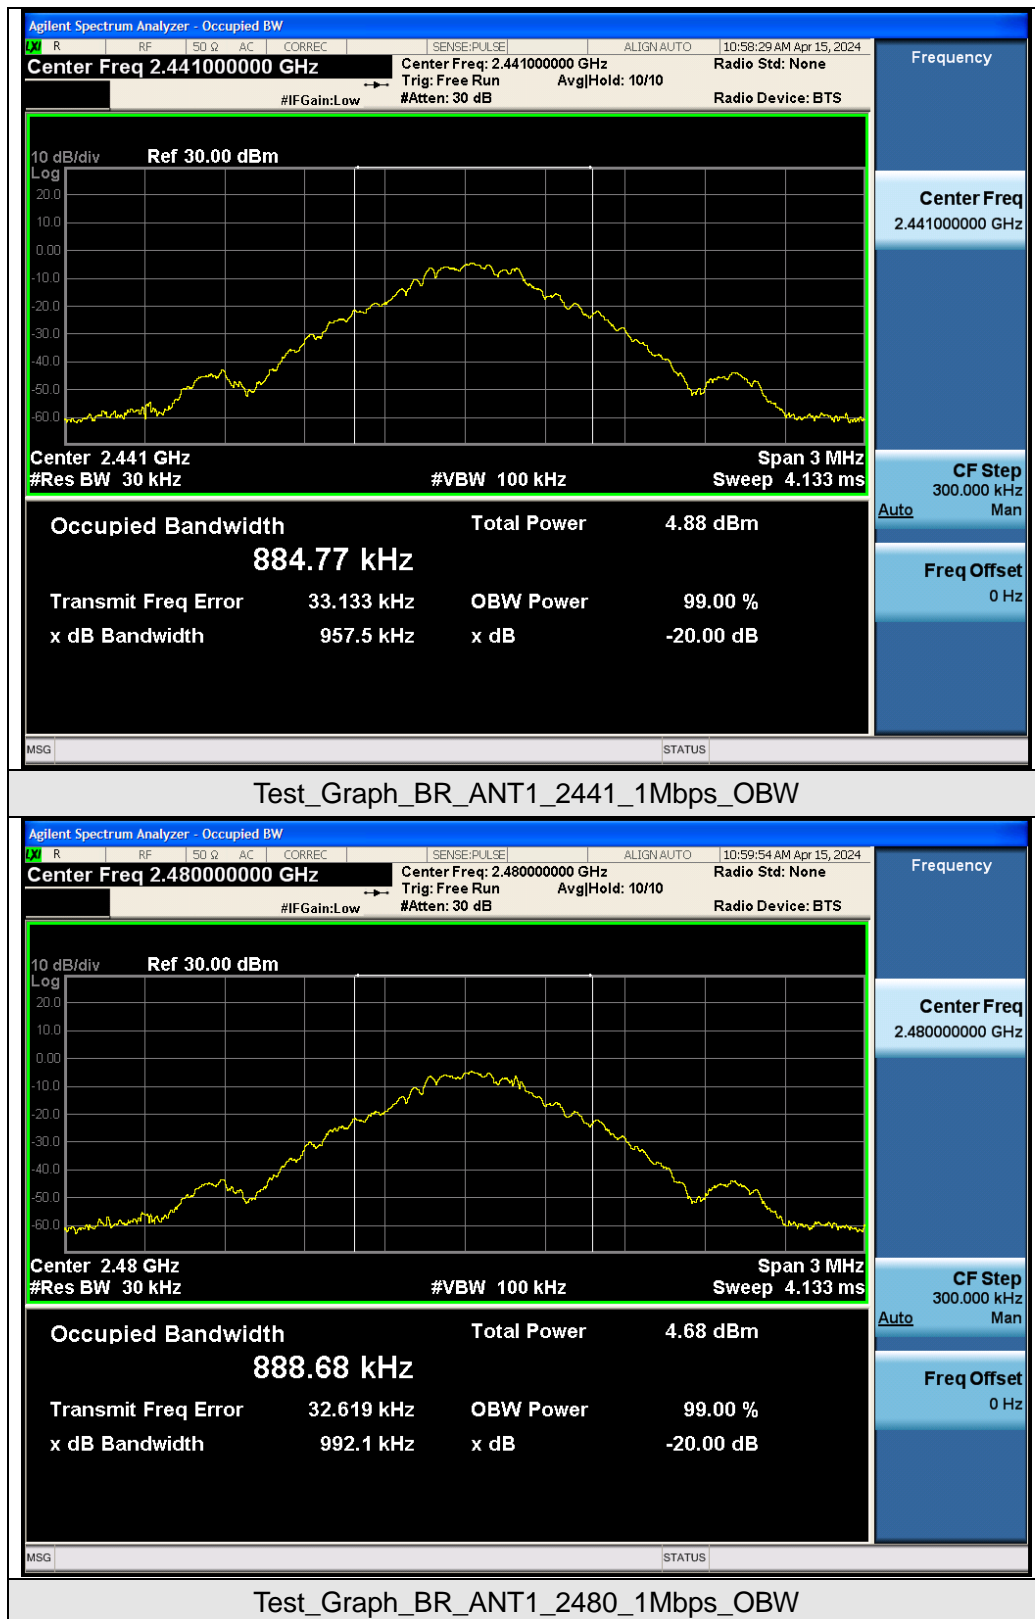 Agilent Spectrum Analyzer - Occupied BW
LXI R RF 50 Ω AC CORREC SENSE:PULSE ALIGN AUTO 10:58:29 AM Apr 15, 2024
Center Freq 2.441000000 GHz Center Freq: 2.441000000 GHz Radio Std: None
Trig: Free Run Avg|Hold: 10/10
#IFGain:Low #Atten: 30 dB Radio Device: BTS
Frequency
10 dB/div Ref 30.00 dBm
Log
20.0
10.0
0.00
-10.0
-20.0
-30.0
-40.0
-50.0
-60.0
Center 2.441 GHz Span 3 MHz
#Res BW 30 kHz #VBW 100 kHz Sweep 4.133 ms
Center Freq
2.441000000 GHz
CF Step
300.000 kHz
Auto Man
Freq Offset
0 Hz
Occupied Bandwidth Total Power 4.88 dBm
884.77 kHz
Transmit Freq Error 33.133 kHz OBW Power 99.00 %
x dB Bandwidth 957.5 kHz x dB -20.00 dB
MSG STATUS
Test_Graph_BR_ANT1_2441_1Mbps_OBW
Agilent Spectrum Analyzer - Occupied BW
LXI R RF 50 Ω AC CORREC SENSE:PULSE ALIGN AUTO 10:59:54 AM Apr 15, 2024
Center Freq 2.480000000 GHz Center Freq: 2.480000000 GHz Radio Std: None
Trig: Free Run Avg|Hold: 10/10
#IFGain:Low #Atten: 30 dB Radio Device: BTS
Frequency
10 dB/div Ref 30.00 dBm
Log
20.0
10.0
0.00
-10.0
-20.0
-30.0
-40.0
-50.0
-60.0
Center 2.48 GHz Span 3 MHz
#Res BW 30 kHz #VBW 100 kHz Sweep 4.133 ms
Center Freq
2.480000000 GHz
CF Step
300.000 kHz
Auto Man
Freq Offset
0 Hz
Occupied Bandwidth Total Power 4.68 dBm
888.68 kHz
Transmit Freq Error 32.619 kHz OBW Power 99.00 %
x dB Bandwidth 992.1 kHz x dB -20.00 dB
MSG STATUS
Test_Graph_BR_ANT1_2480_1Mbps_OBW